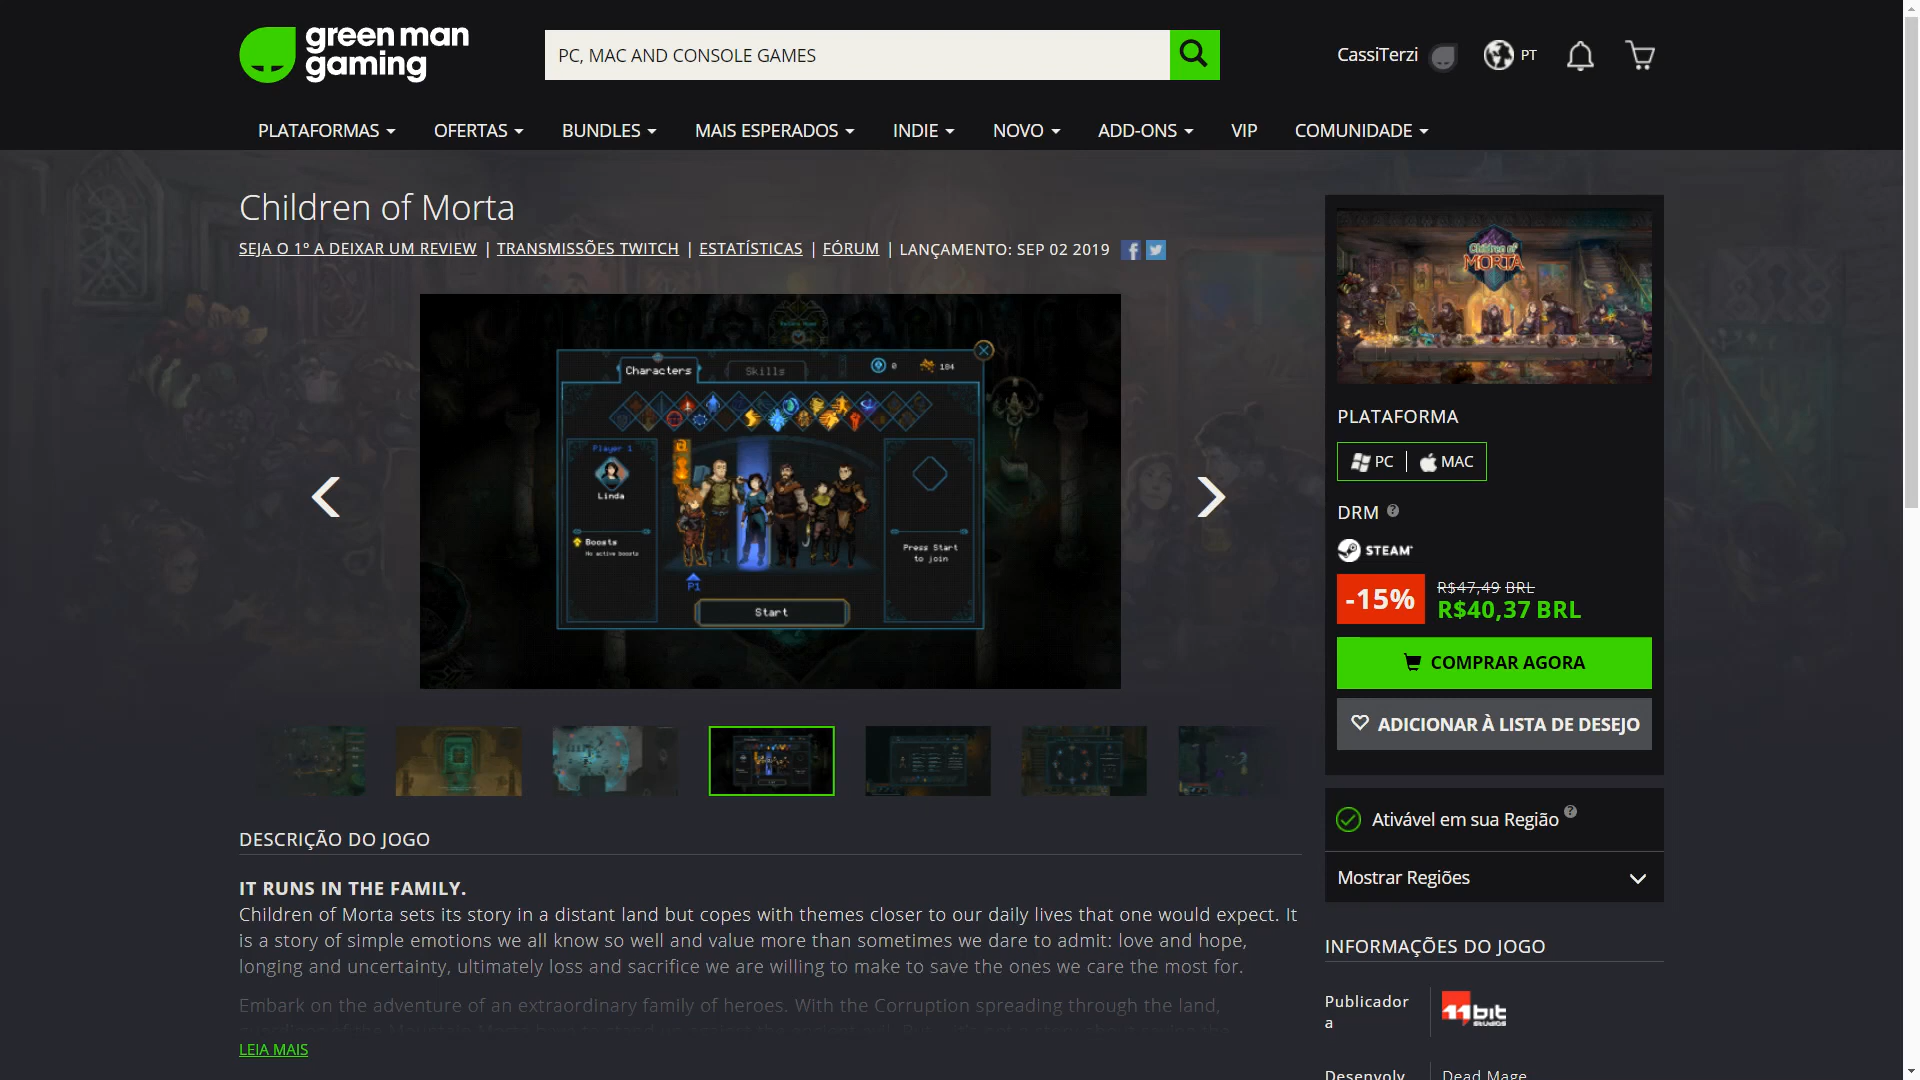 green man gaming
PC, MAC AND CONSOLE GAMES
CassiTerzi
PT
PLATAFORMAS
OFERTAS
BUNDLES
MAIS ESPERADOS
INDIE
NOVO
ADD-ONS
VIP
COMUNIDADE
Children of Morta
SEJA O 1º A DEIXAR UM REVIEW | TRANSMISSÕES TWITCH | ESTATÍSTICAS | FÓRUM | LANÇAMENTO: SEP 02 2019
Characters
Skills
0
184
Player 1
Linda
Boosts
No active boosts
P1
Press Start
to join
Start
DESCRIÇÃO DO JOGO
IT RUNS IN THE FAMILY.
Children of Morta sets its story in a distant land but copes with themes closer to our daily lives that one would expect. It
is a story of simple emotions we all know so well and value more than sometimes we dare to admit: love and hope,
longing and uncertainty, ultimately loss and sacrifice we are willing to make to save the ones we care the most for.
Embark on the adventure of an extraordinary family of heroes. With the Corruption spreading through the land,
LEIA MAIS
Children of
MORTA
PLATAFORMA
PC | MAC
DRM ?
STEAM
-15%
R$47,49 BRL
R$40,37 BRL
COMPRAR AGORA
ADICIONAR À LISTA DE DESEJO
Ativável em sua Região ?
Mostrar Regiões
INFORMAÇÕES DO JOGO
Publicador
a
11 bit
STUDIOS
Desenvolv
Dead Mage